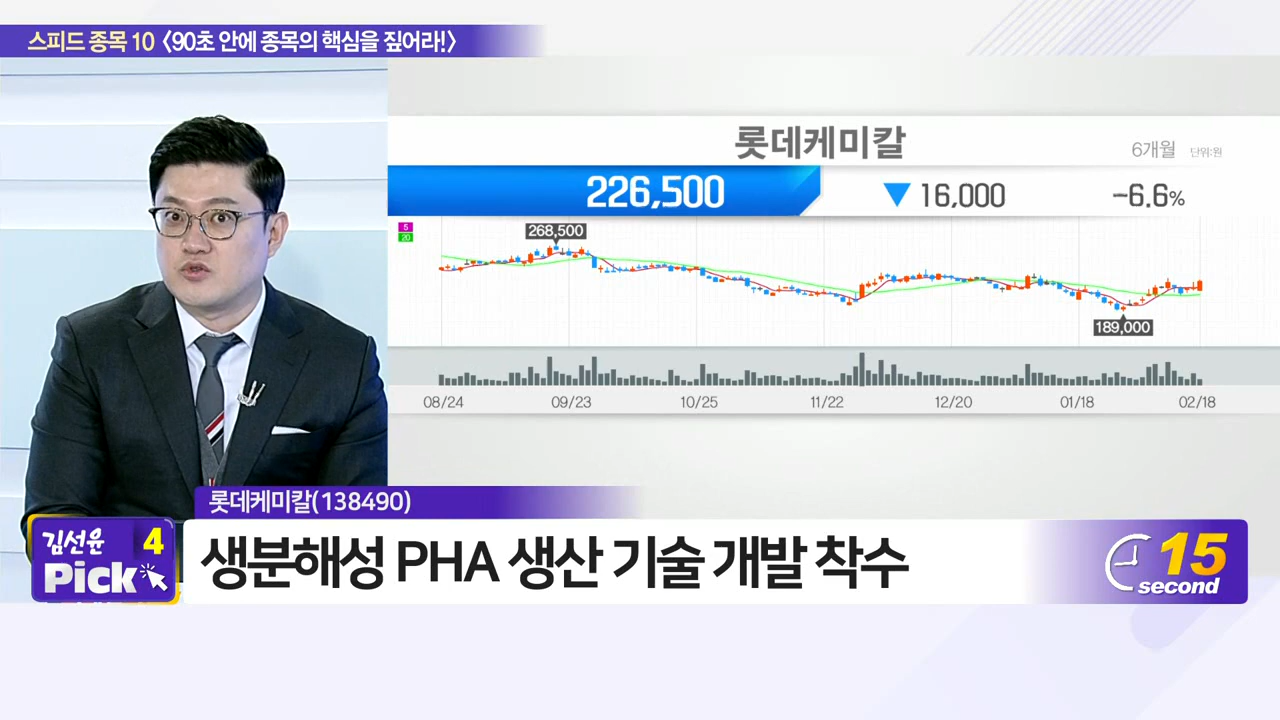 스피드 종목 10 <90초 안에 종목의 핵심을 짚어라!>
롯데케미칼
6개월 단위:원
226,500 ▼16,000 -6.6%
5
20
268,500
189,000
08/24 09/23 10/25 11/22 12/20 01/18 02/18
롯데케미칼(138490)
김선윤 4
Pick
생분해성 PHA 생산 기술 개발 착수
15
second